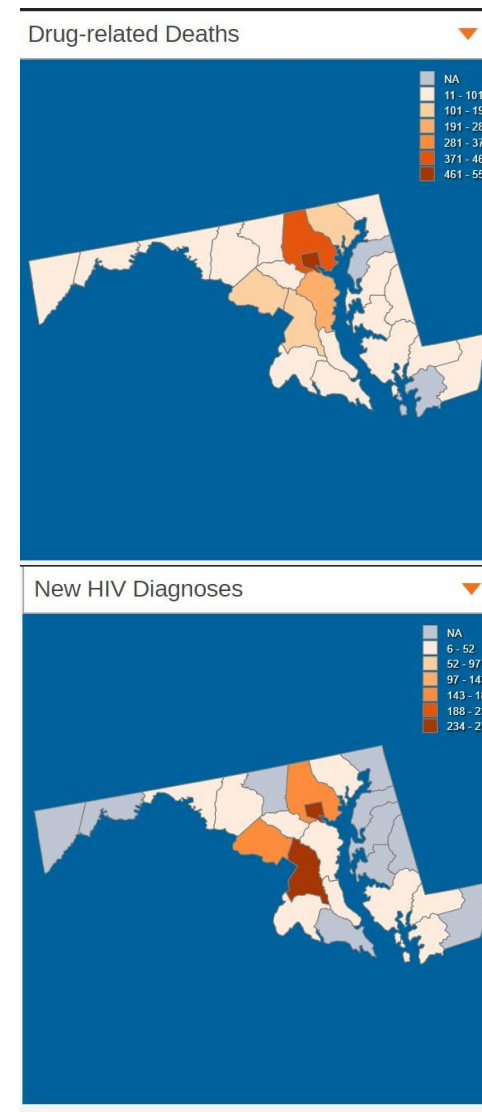 Drug-related Deaths
NA
11 - 101
101 - 19
191 - 28
281 - 37
371 - 46
461 - 55
New HIV Diagnoses
NA
6 - 52
52 - 97
97 - 14
143 - 18
188 - 2
234 - 2